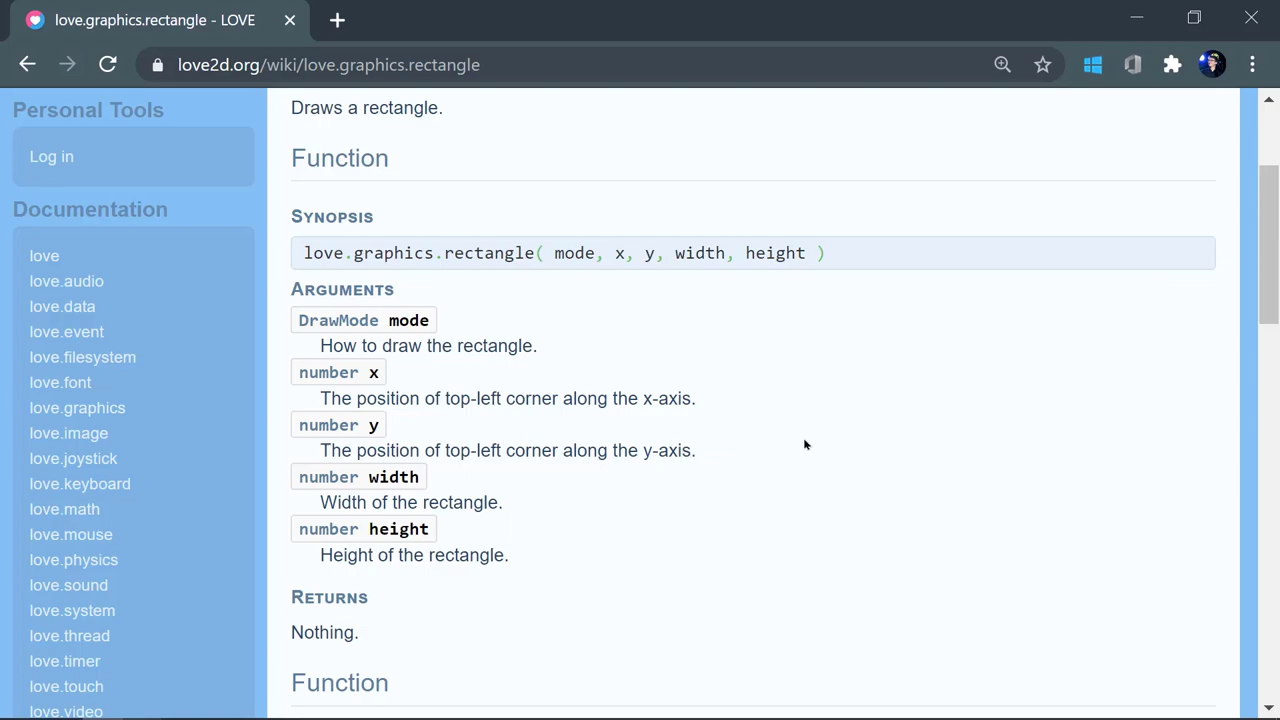 love.graphics.rectangle - LOVE
love2d.org/wiki/love.graphics.rectangle
Personal Tools
Log in
Documentation
love
love.audio
love.data
love.event
love.filesystem
love.font
love.graphics
love.image
love.joystick
love.keyboard
love.math
love.mouse
love.physics
love.sound
love.system
love.thread
love.timer
love.touch
love.video
Draws a rectangle.
Function
SYNOPSIS
love.graphics.rectangle( mode, x, y, width, height )
ARGUMENTS
DrawMode mode
How to draw the rectangle.
number x
The position of top-left corner along the x-axis.
number y
The position of top-left corner along the y-axis.
number width
Width of the rectangle.
number height
Height of the rectangle.
RETURNS
Nothing.
Function